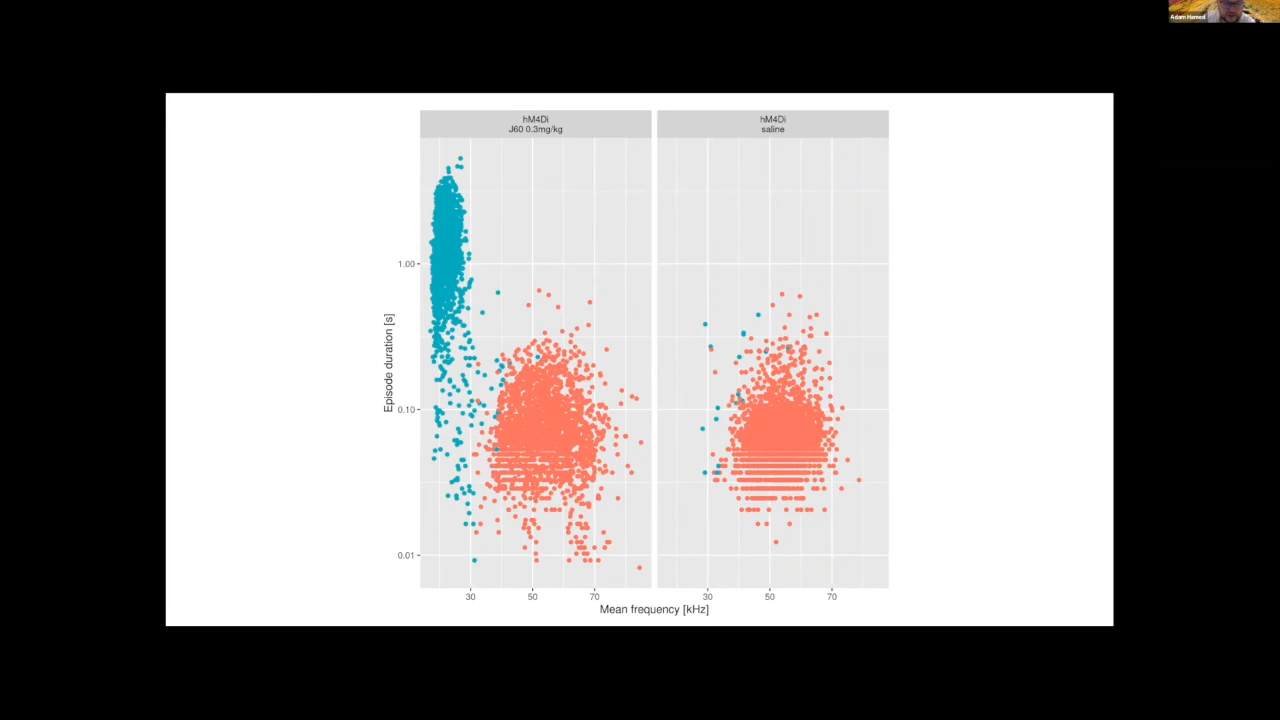 Adam Hamed
hM4Di
J60 0.3mg/kg
hM4Di
saline
1.00
0.10
0.01
Episode duration [s]
30
50
70
30
50
70
Mean frequency [kHz]